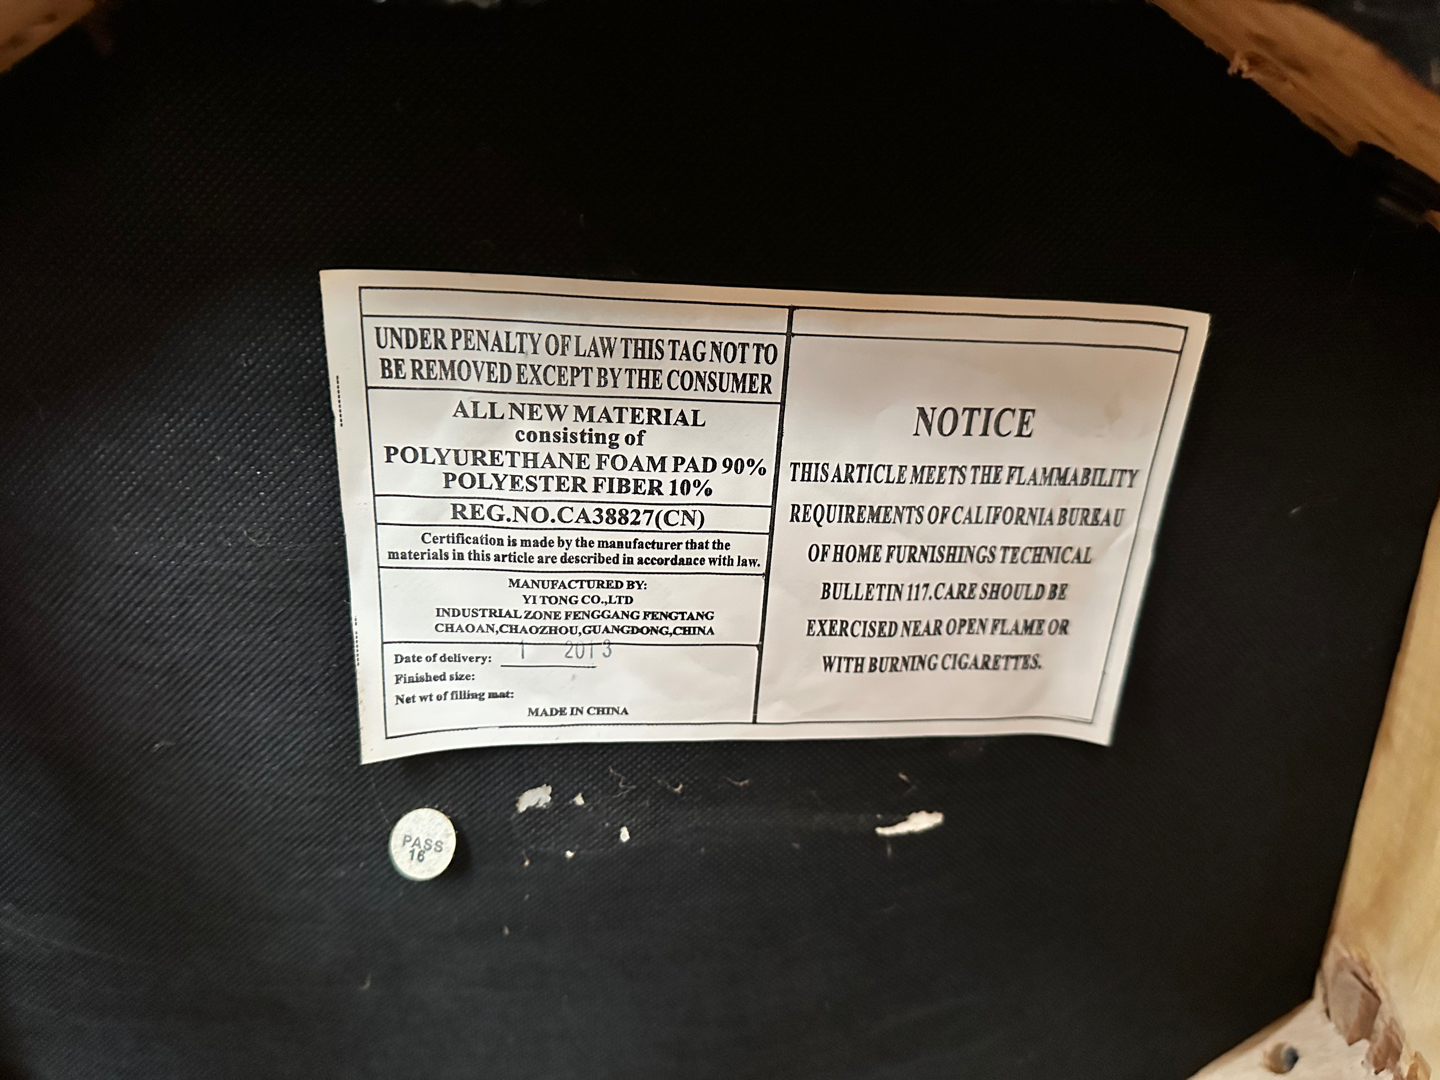 UNDER PENALTY OF LAW THIS TAG NOT TO
BE REMOVED EXCEPT BY THE CONSUMER
ALL NEW MATERIAL
consisting of
POLYURETHANE FOAM PAD 90%
POLYESTER FIBER 10%
REG.NO.CA38827(CN)
Certification is made by the manufacturer that the
materials in this article are described in accordance with law.
MANUFACTURED BY:
YI TONG CO.,LTD
INDUSTRIAL ZONE FENGGANG FENGTANG
CHAOAN,CHAOZHOU,GUANGDONG,CHINA
Date of delivery: 1 2013
Finished size:
Net wt of filling mat:
MADE IN CHINA
NOTICE
THIS ARTICLE MEETS THE FLAMMABILITY
REQUIREMENTS OF CALIFORNIA BUREAU
OF HOME FURNISHINGS TECHNICAL
BULLETIN 117.CARE SHOULD BE
EXERCISED NEAR OPEN FLAME OR
WITH BURNING CIGARETTES.
PASS
16